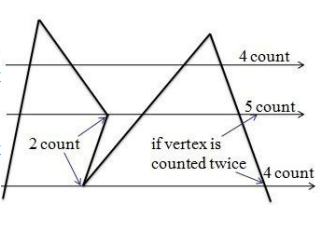 4 count
5 count
2 count
if vertex is
counted twice
4 count